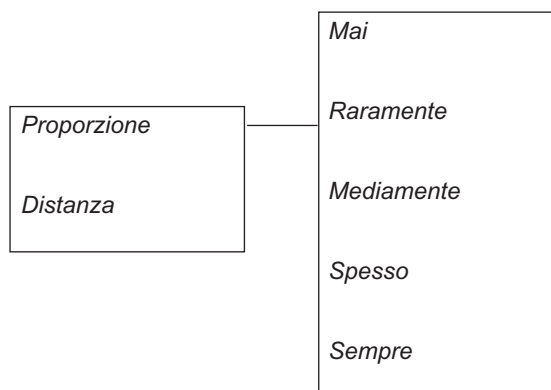 Proporzione
Distanza
Mai
Raramente
Mediamente
Spesso
Sempre